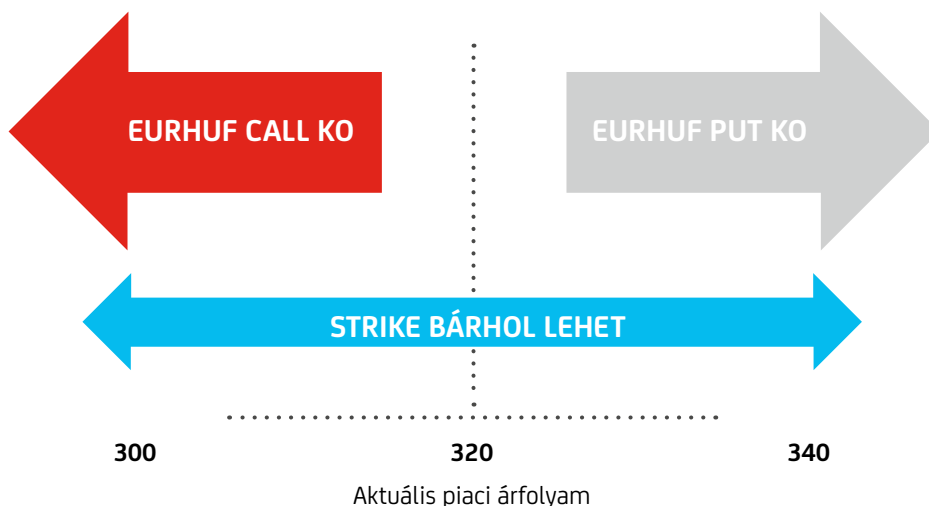 EURHUF CALL KO
EURHUF PUT KO
STRIKE BÁRHOL LEHET
300
320
340
Aktuális piaci árfolyam